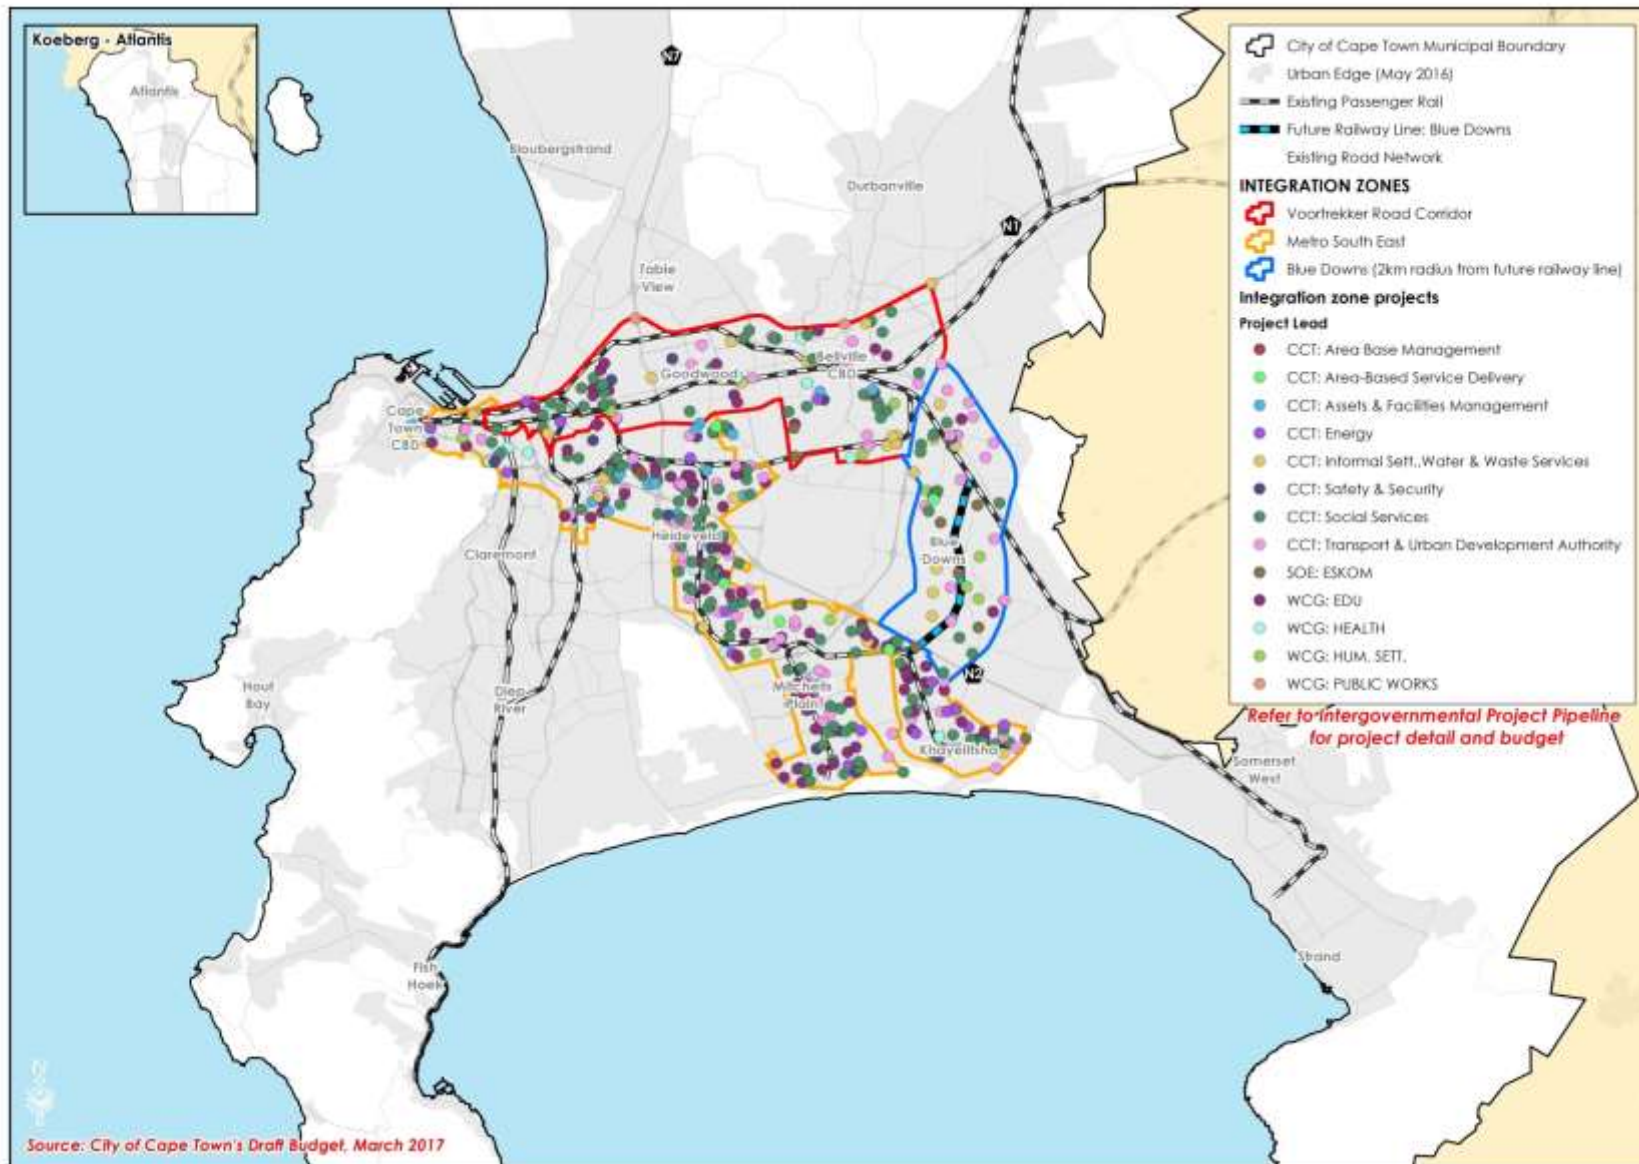 Koeberg - Atlantis
Atlantis
N7
Bloubergstrand
Durbanville
N1
Table
View
Goodwood
Bellville
CBD
Cape
Town
CBD
Claremont
Heideveld
Blue
Downs
Hout
Bay
Diep
River
Mitchells
Plain
N2
Khayelitsha
Somerset
West
Strand
Fish
Hoek
City of Cape Town Municipal Boundary
Urban Edge (May 2016)
Existing Passenger Rail
Future Railway Line: Blue Downs
Existing Road Network
INTEGRATION ZONES
Voortrekker Road Corridor
Metro South East
Blue Downs (2km radius from future railway line)
Integration zone projects
Project Lead
CCT: Area Base Management
CCT: Area-Based Service Delivery
CCT: Assets & Facilities Management
CCT: Energy
CCT: Informal Sett.,Water & Waste Services
CCT: Safety & Security
CCT: Social Services
CCT: Transport & Urban Development Authority
SOE: ESKOM
WCG: EDU
WCG: HEALTH
WCG: HUM. SETT.
WCG: PUBLIC WORKS
Refer to Intergovernmental Project Pipeline
for project detail and budget
Source: City of Cape Town's Draft Budget, March 2017